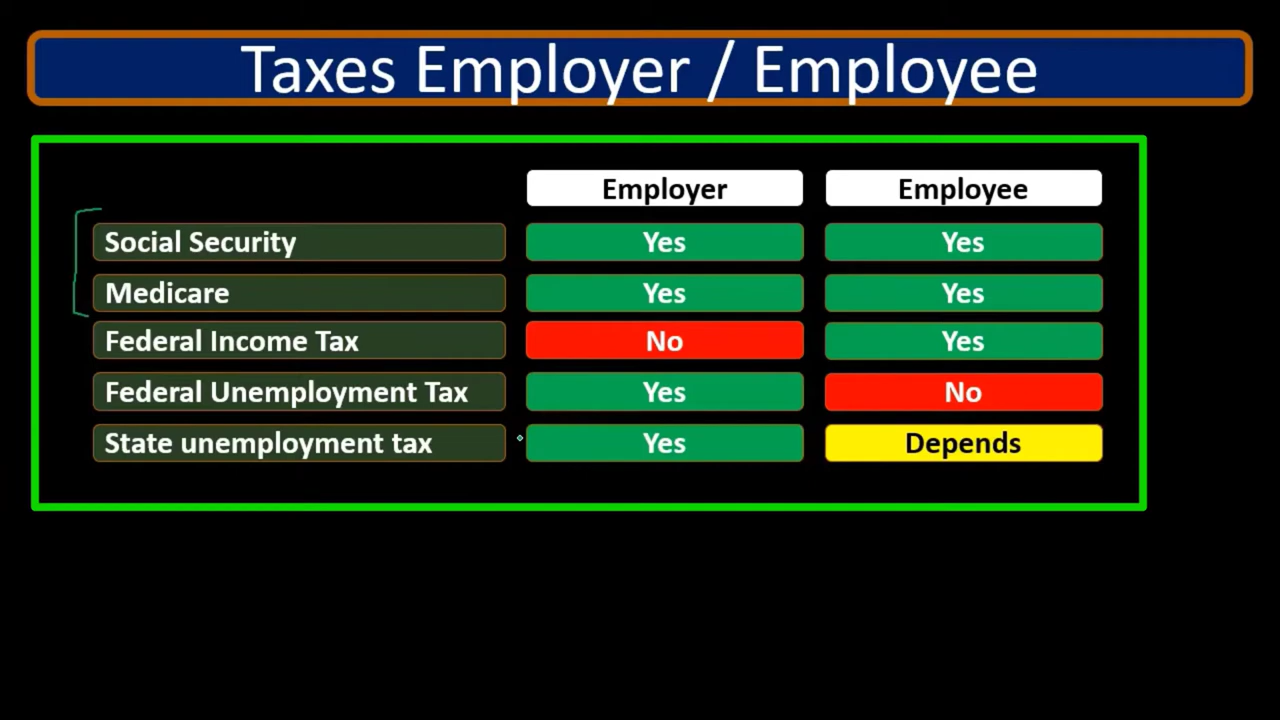 Taxes Employer / Employee
Employer Employee
Social Security Yes Yes
Medicare Yes Yes
Federal Income Tax No Yes
Federal Unemployment Tax Yes No
State unemployment tax Yes Depends